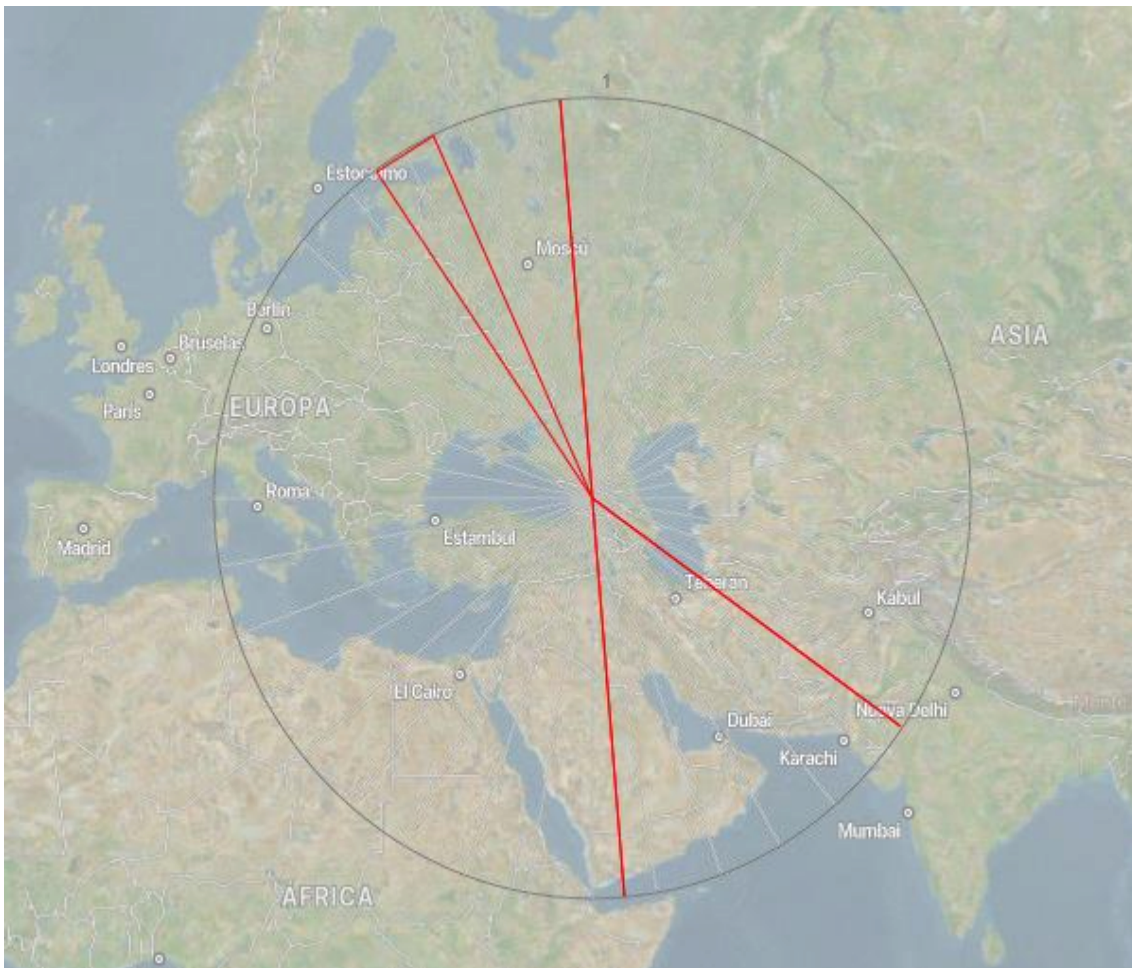 1
Estocolmo
Moscú
Berlín
Londres
Bruselas
París
ASIA
EUROPA
Roma
Madrid
Estambul
Teherán
Kabul
El Cairo
Nueva Delhi
Dubai
Karachi
Mumbai
ÁFRICA